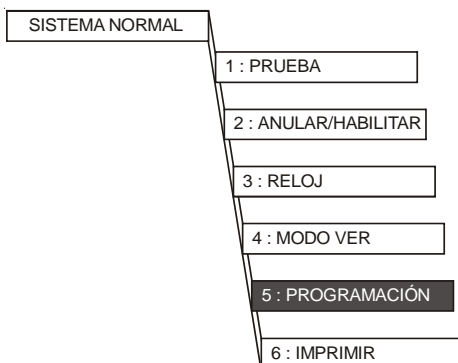 SISTEMA NORMAL
1 : PRUEBA
2 : ANULAR/HABILITAR
3 : RELOJ
4 : MODO VER
5 : PROGRAMACIÓN
6 : IMPRIMIR